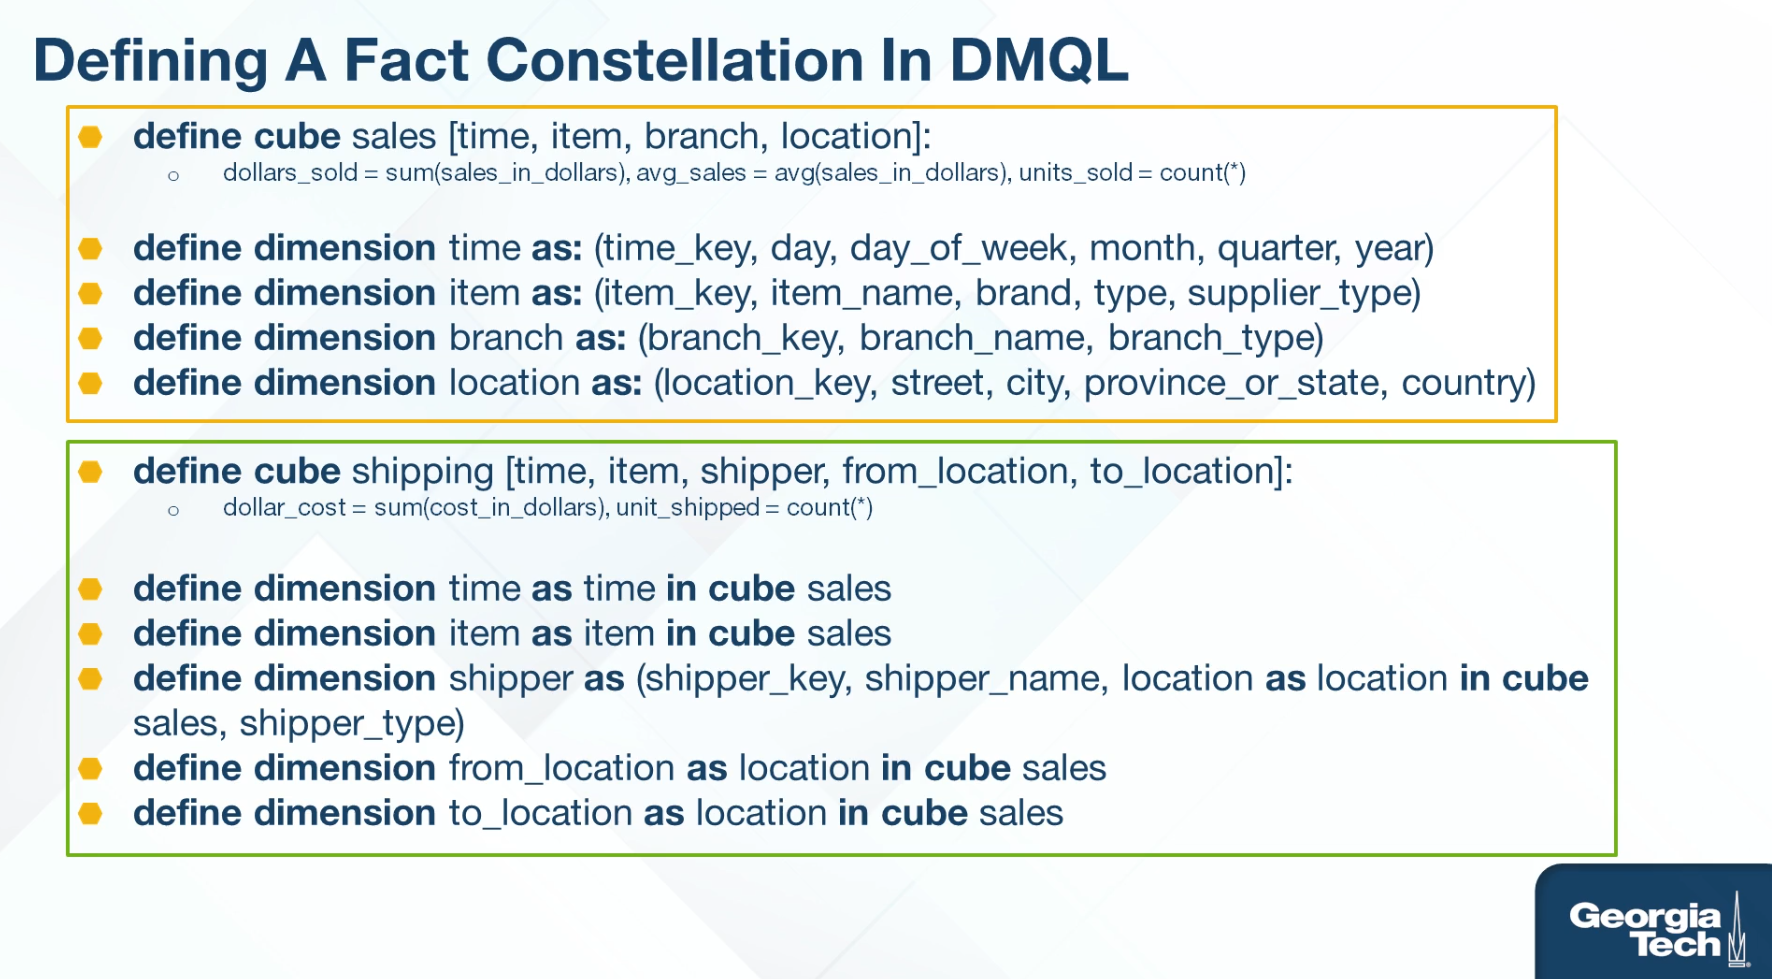 Defining A Fact Constellation In DMQL
define cube sales [time, item, branch, location]:
dollars_sold = sum(sales_in_dollars), avg_sales = avg(sales_in_dollars), units_sold = count(*)
define dimension time as: (time_key, day, day_of_week, month, quarter, year)
define dimension item as: (item_key, item_name, brand, type, supplier_type)
define dimension branch as: (branch_key, branch_name, branch_type)
define dimension location as: (location_key, street, city, province_or_state, country)
define cube shipping [time, item, shipper, from_location, to_location]:
dollar_cost = sum(cost_in_dollars), unit_shipped = count(*)
define dimension time as time in cube sales
define dimension item as item in cube sales
define dimension shipper as (shipper_key, shipper_name, location as location in cube
sales, shipper_type)
define dimension from_location as location in cube sales
define dimension to_location as location in cube sales
Georgia
Tech